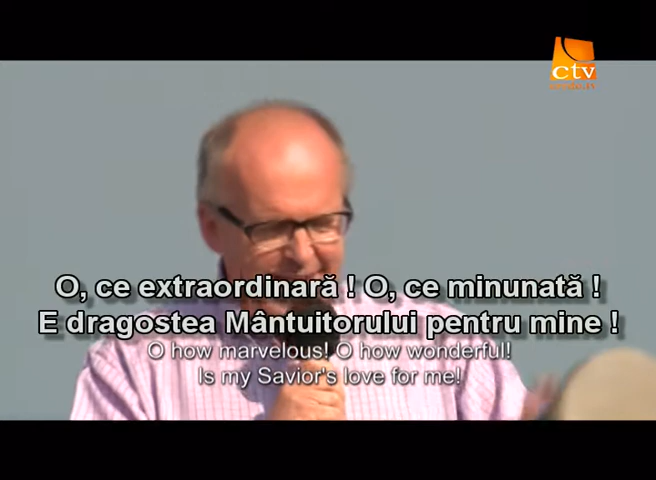 ctv
O, ce extraordinară ! O, ce minunată !
E dragostea Mântuitorului pentru mine !
O how marvelous! O how wonderful!
Is my Savior's love for me!